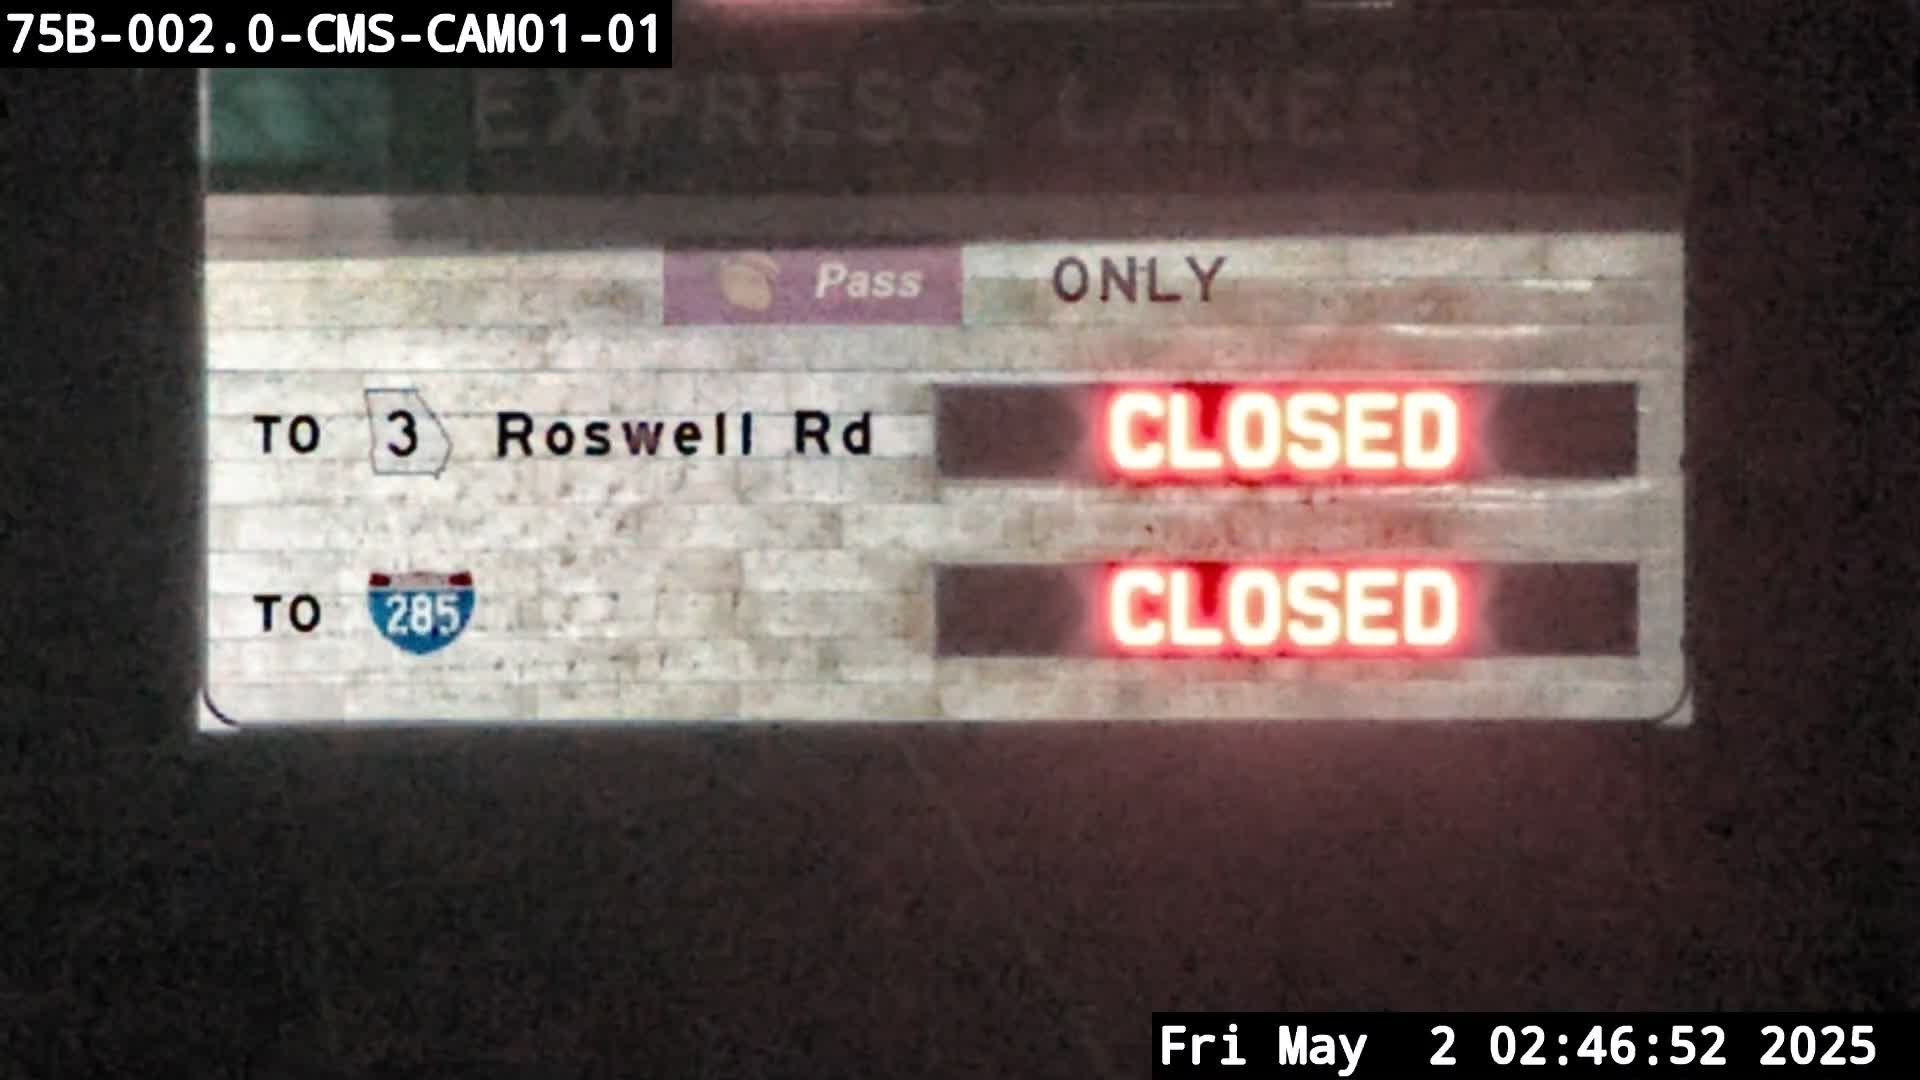 75B-002.0-CMS-CAM01-01
EXPRESS LANES
Pass ONLY
TO 3 Roswell Rd CLOSED
TO 285 CLOSED
Fri May 2 02:46:52 2025